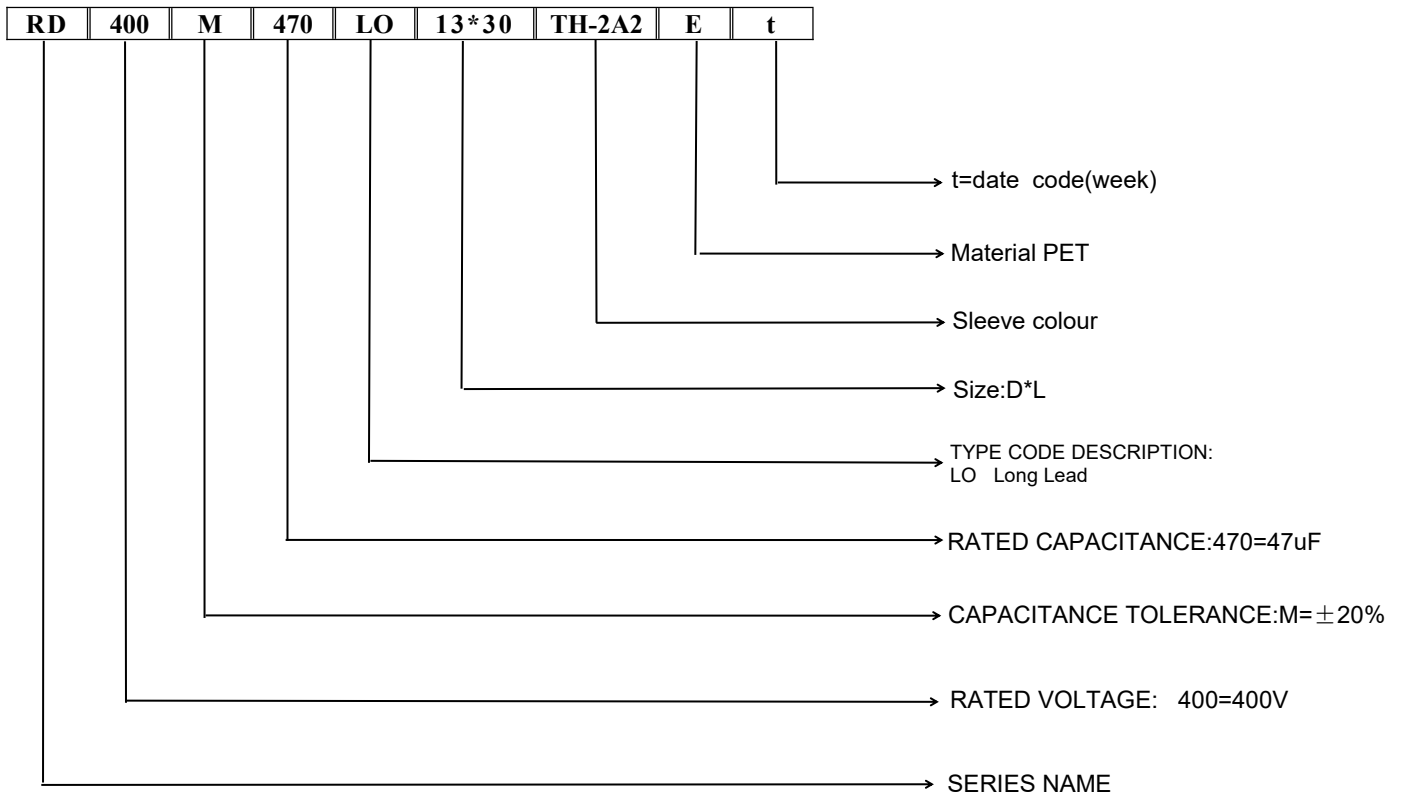 RD 400 M 470 LO 13*30 TH-2A2 E t
t=date code(week)
Material PET
Sleeve colour
Size:D*L
TYPE CODE DESCRIPTION:
LO Long Lead
RATED CAPACITANCE:470=47uF
CAPACITANCE TOLERANCE:M=±20%
RATED VOLTAGE: 400=400V
SERIES NAME